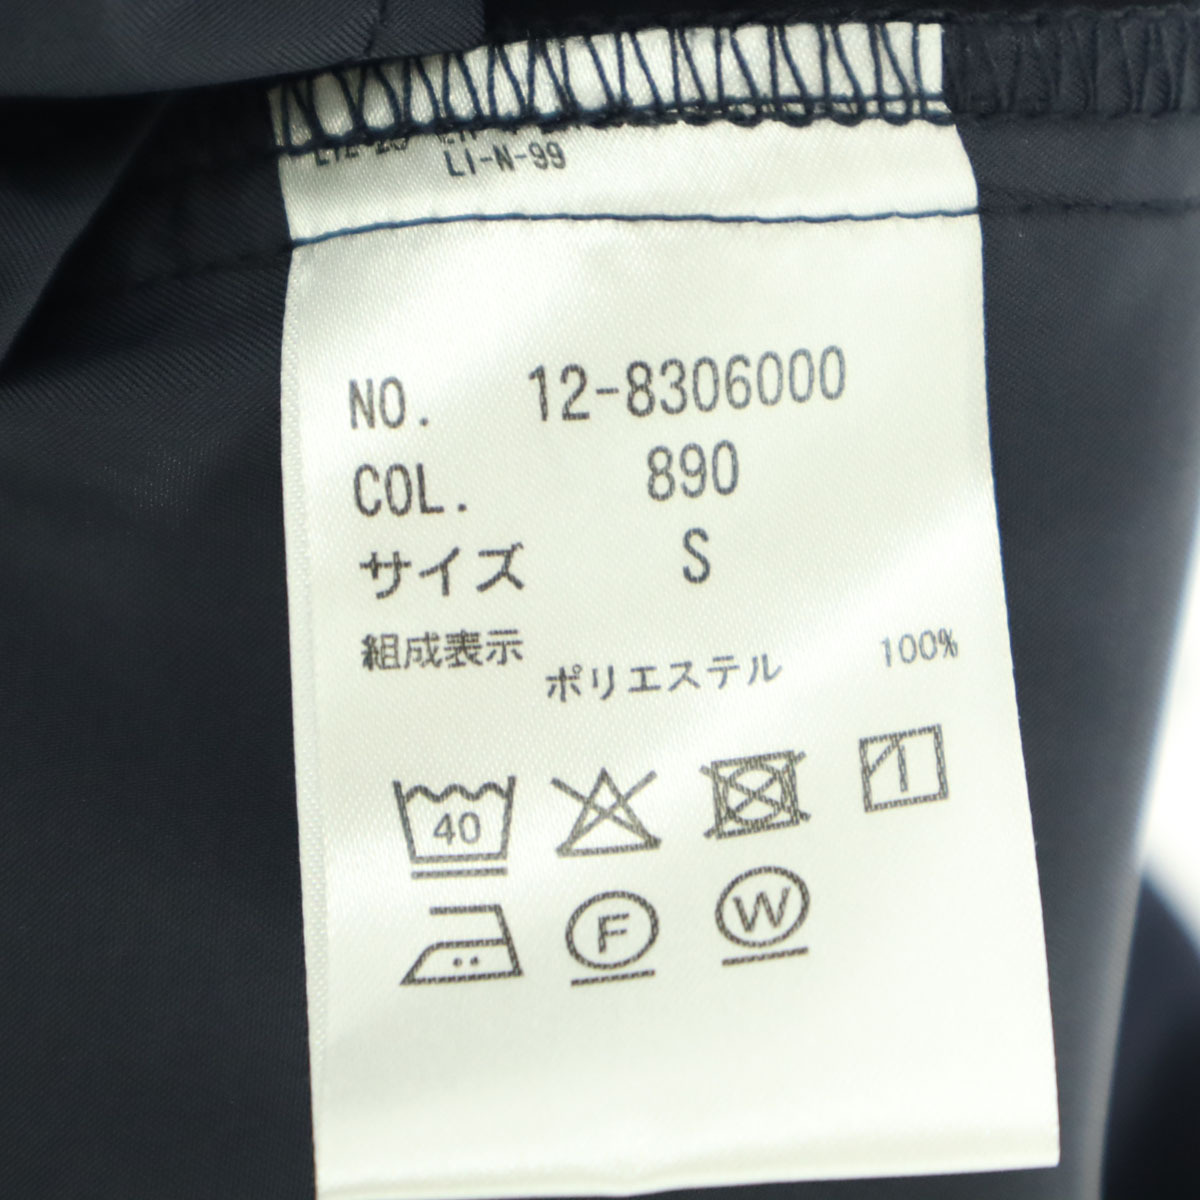 LI-N-99
NO. 12-8306000
COL. 890
サイズ S
組成表示
ポリエステル 100%
40
F W